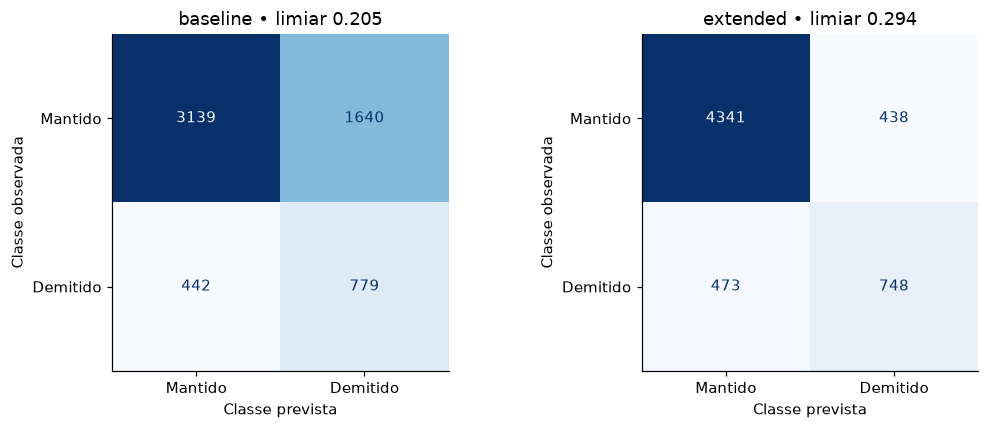 baseline • limiar 0.205
Mantido
3139
1640
Demitido
442
779
Mantido
Demitido
Classe prevista
Classe observada
extended • limiar 0.294
Mantido
4341
438
Demitido
473
748
Mantido
Demitido
Classe prevista
Classe observada